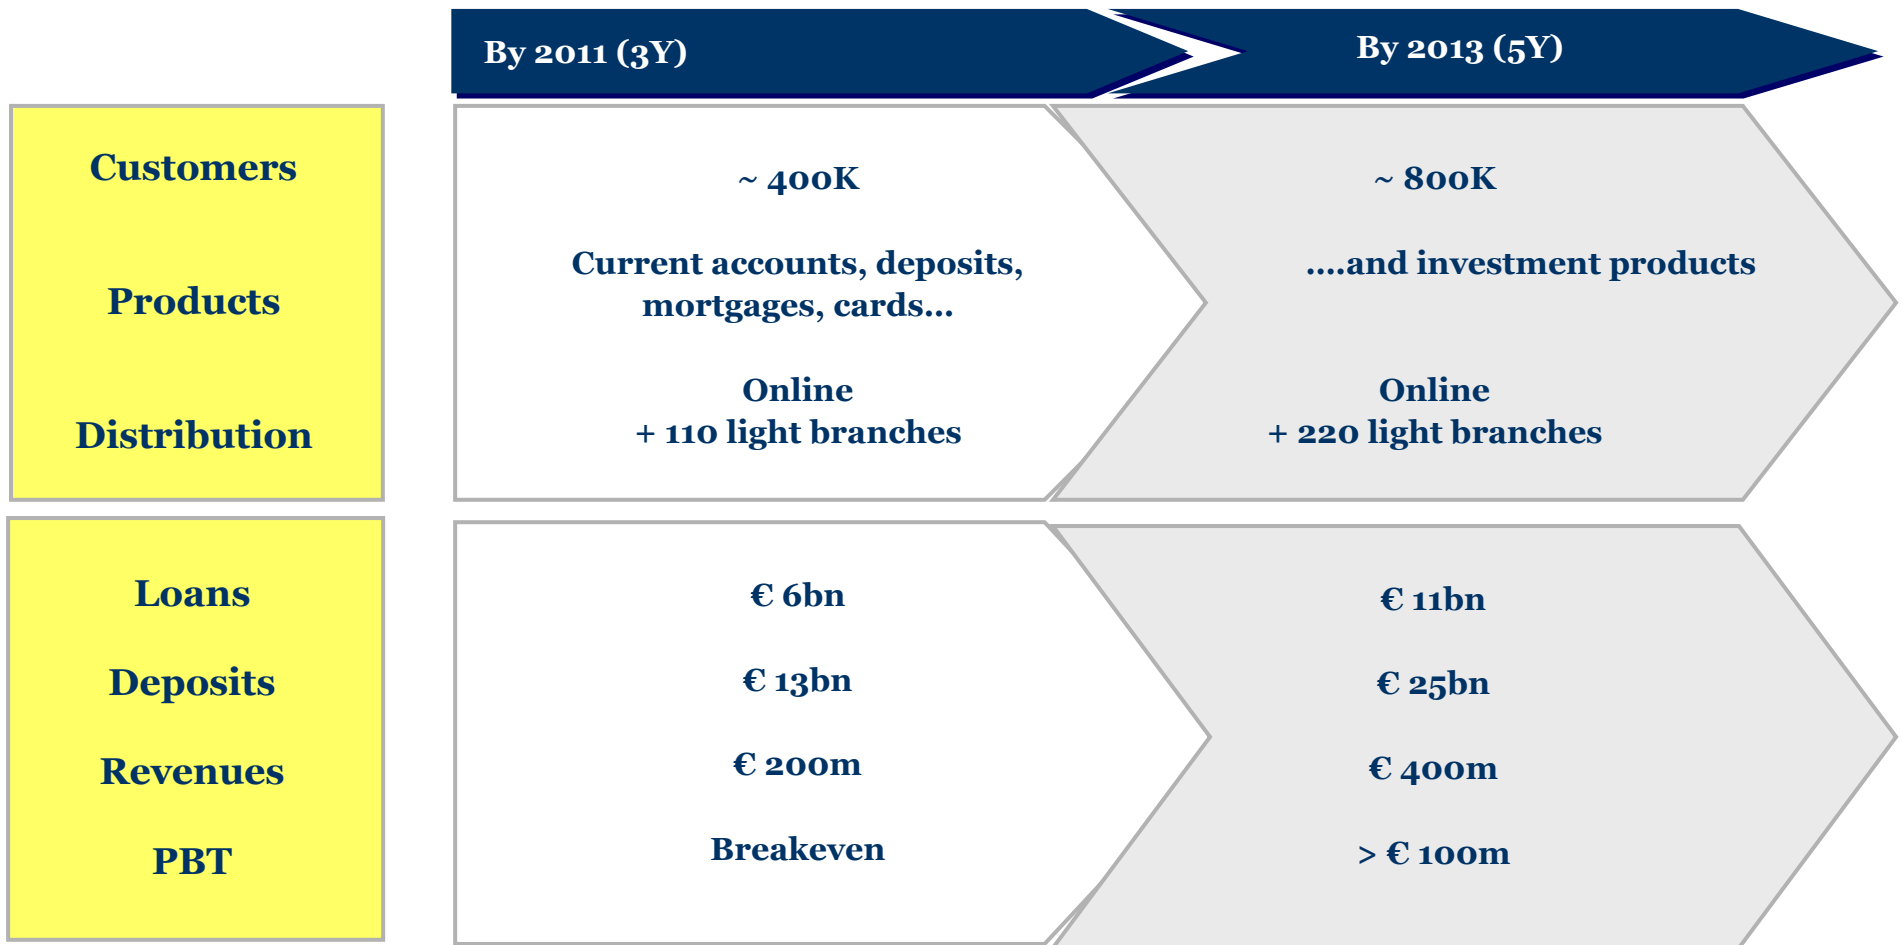 By 2011 (3Y)
By 2013 (5Y)
Customers
~ 400K
~ 800K
Products
Current accounts, deposits,
mortgages, cards...
....and investment products
Distribution
Online
+ 110 light branches
Online
+ 220 light branches
Loans
€ 6bn
€ 11bn
Deposits
€ 13bn
€ 25bn
Revenues
€ 200m
€ 400m
PBT
Breakeven
> € 100m